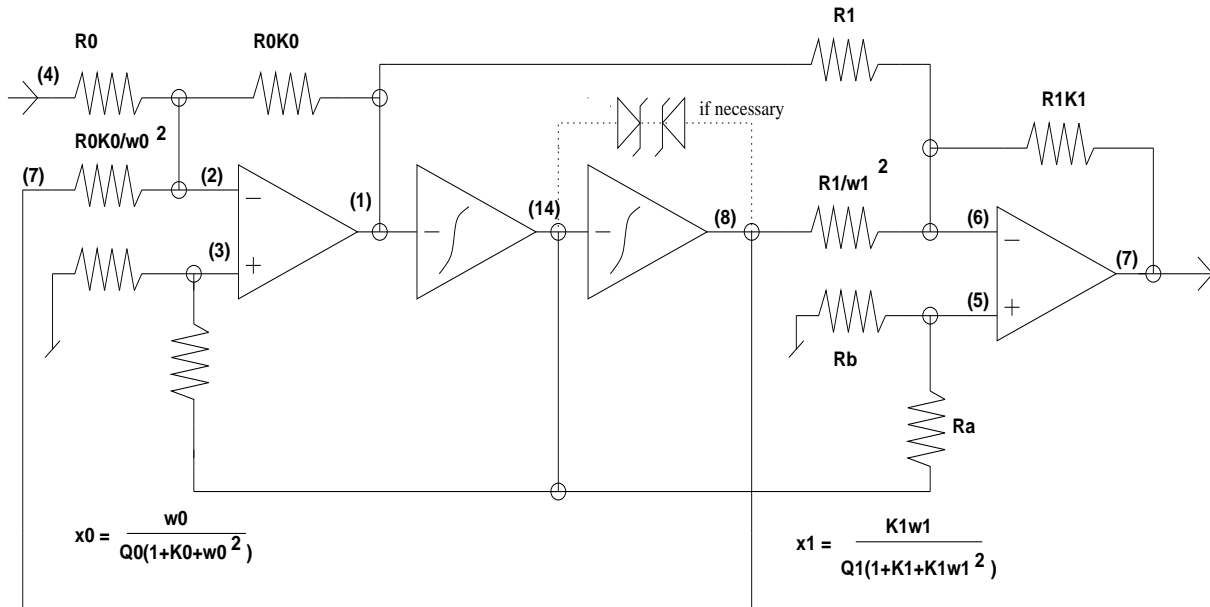 R0
R0K0
R1
(4)
if necessary
R1K1
R0K0/w0 2
(7)
(2)
(1)
(14)
(8)
R1/w1 2
(6)
(3)
(7)
(5)
Rb
Ra
x0 = w0
Q0(1+K0+w0 2)
x1 = K1w1
Q1(1+K1+K1w1 2)